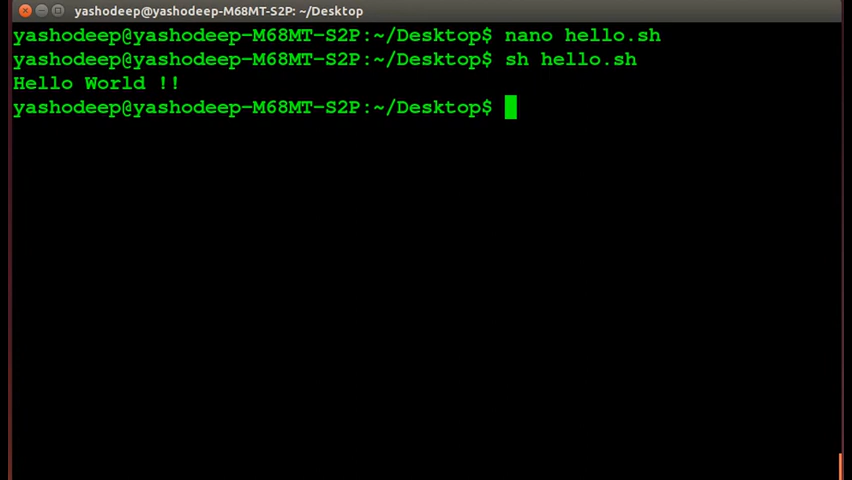 yashodeep@yashodeep-M68MT-S2P: ~/Desktop
yashodeep@yashodeep-M68MT-S2P:~/Desktop$ nano hello.sh
yashodeep@yashodeep-M68MT-S2P:~/Desktop$ sh hello.sh
Hello World !!
yashodeep@yashodeep-M68MT-S2P:~/Desktop$